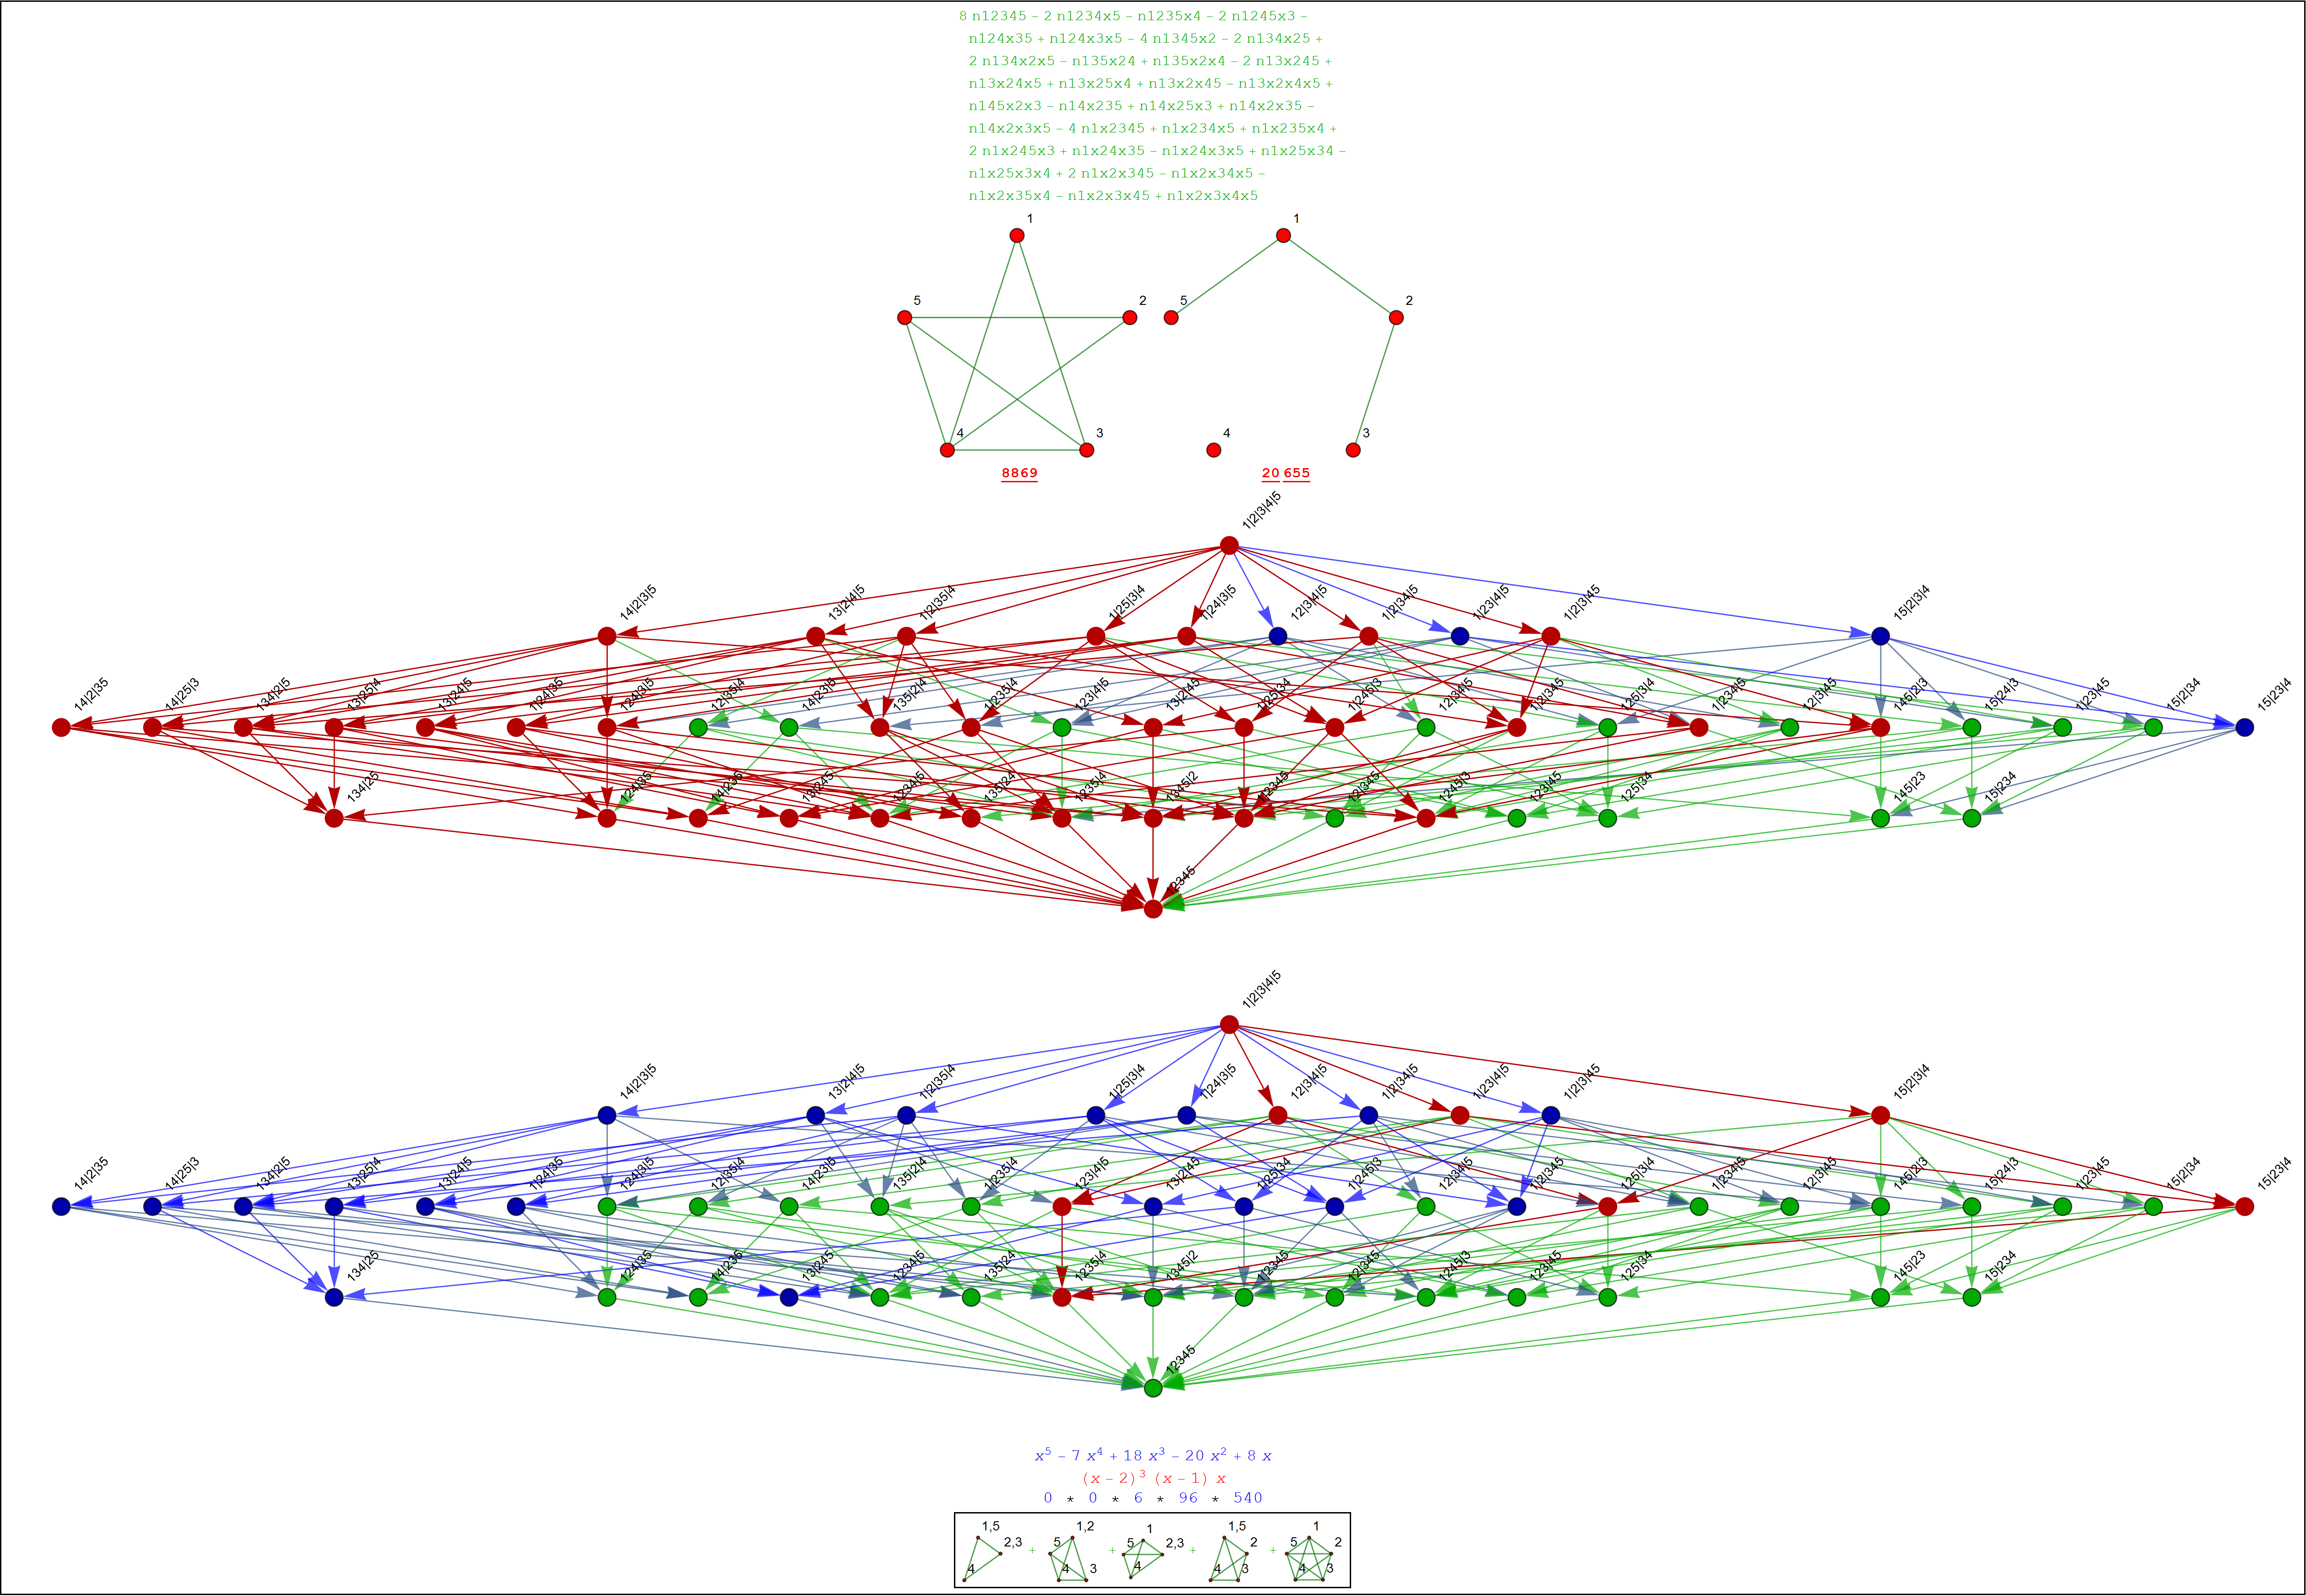 8 n12345 − 2 n1234x5 − n1235x4 − 2 n1245x3 −
n124x35 + n124x3x5 − 4 n1345x2 − 2 n134x25 +
2 n134x2x5 − n135x24 + n135x2x4 − 2 n13x245 +
n13x24x5 + n13x25x4 + n13x2x45 − n13x2x4x5 +
n145x2x3 − n14x235 + n14x25x3 + n14x2x35 −
n14x2x3x5 − 4 n1x2345 + n1x234x5 + n1x235x4 +
2 n1x245x3 + n1x24x35 − n1x24x3x5 + n1x25x34 −
n1x25x3x4 + 2 n1x2x345 − n1x2x34x5 −
n1x2x35x4 − n1x2x3x45 + n1x2x3x4x5
1 1
5 2 5 2
4 3 4 3
8869 20 655
1|2|3|4|5
14|2|3|5 13|2|4|5 1|2|35|4 1|25|3|4 1|24|3|5 12|3|4|5 1|2|34|5 1|23|4|5 1|2|3|45 15|2|3|4
14|2|35 14|25|3 134|2|5 13|25|4 13|24|5 1|24|35 124|3|5 12|35|4 14|23|5 135|2|4 1|235|4 123|4|5 13|2|45 1|25|34 1|245|3 12|34|5 1|2|345 125|3|4 1|234|5 12|3|45 145|2|3 15|24|3 1|23|45 15|2|34 15|23|4
134|25 124|35 14|235 13|245 1234|5 135|24 1235|4 1345|2 1|2345 12|345 1245|3 123|45 125|34 145|23 15|234
12345
1|2|3|4|5
14|2|3|5 13|2|4|5 1|2|35|4 1|25|3|4 1|24|3|5 12|3|4|5 1|2|34|5 1|23|4|5 1|2|3|45 15|2|3|4
14|2|35 14|25|3 134|2|5 13|25|4 13|24|5 1|24|35 124|3|5 12|35|4 14|23|5 135|2|4 1|235|4 123|4|5 13|2|45 1|25|34 1|245|3 12|34|5 1|2|345 125|3|4 1|234|5 12|3|45 145|2|3 15|24|3 1|23|45 15|2|34 15|23|4
134|25 124|35 14|235 13|245 1234|5 135|24 1235|4 1345|2 1|2345 12|345 1245|3 123|45 125|34 145|23 15|234
12345
x⁵ − 7 x⁴ + 18 x³ − 20 x² + 8 x
(x − 2)³ (x − 1) x
0 * 0 * 6 * 96 * 540
1,5 2,3 4 + 1,2 5 4 3 + 1 5 2,3 4 + 1,5 2 4 3 + 1 5 2 4 3